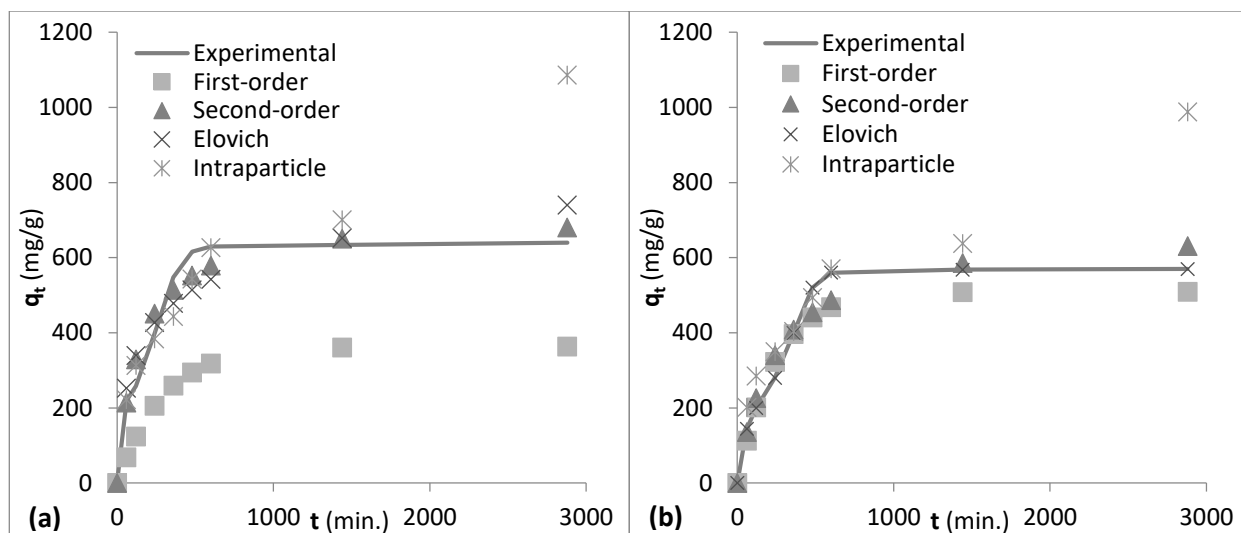 1200
1000
800
600
400
200
0
q_t (mg/g)
Experimental
First-order
Second-order
Elovich
Intraparticle
0
1000
2000
3000
t (min.)
(a)
1200
1000
800
600
400
200
0
q_t (mg/g)
Experimental
First-order
Second-order
Elovich
Intraparticle
0
1000
2000
3000
t (min.)
(b)